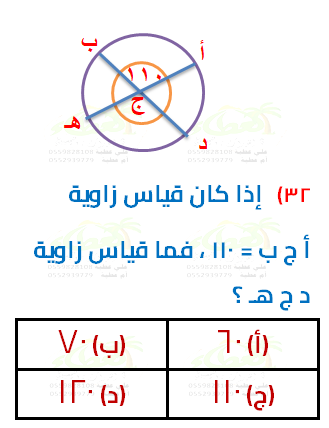 ب
أ
١١٠
ج
هـ
د
٣٢) إذا كان قياس زاوية
أ ج ب = ١١٠ ، فما قياس زاوية
د ج هـ ؟
(أ) ٦٠
(ب) ٧٠
(ج) ١١٠
(د) ١٢٠